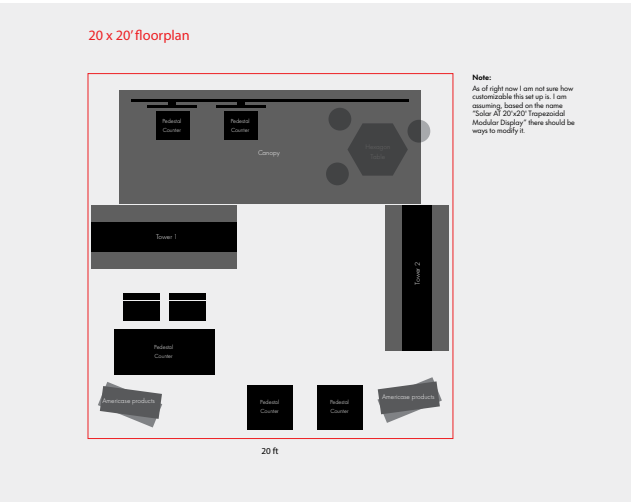 20 x 20' floorplan
Note:
As of right now I am not sure how
customizable this set up is. I am
assuming, based on the name
"Solar AT 20'x20' Trapezoidal
Modular Display" there should be
ways to modify it.
Pedestal
Counter
Pedestal
Counter
Canopy
Hexagon
Table
Tower 1
Tower 2
Pedestal
Counter
Americase products
Pedestal
Counter
Pedestal
Counter
Americase products
20 ft